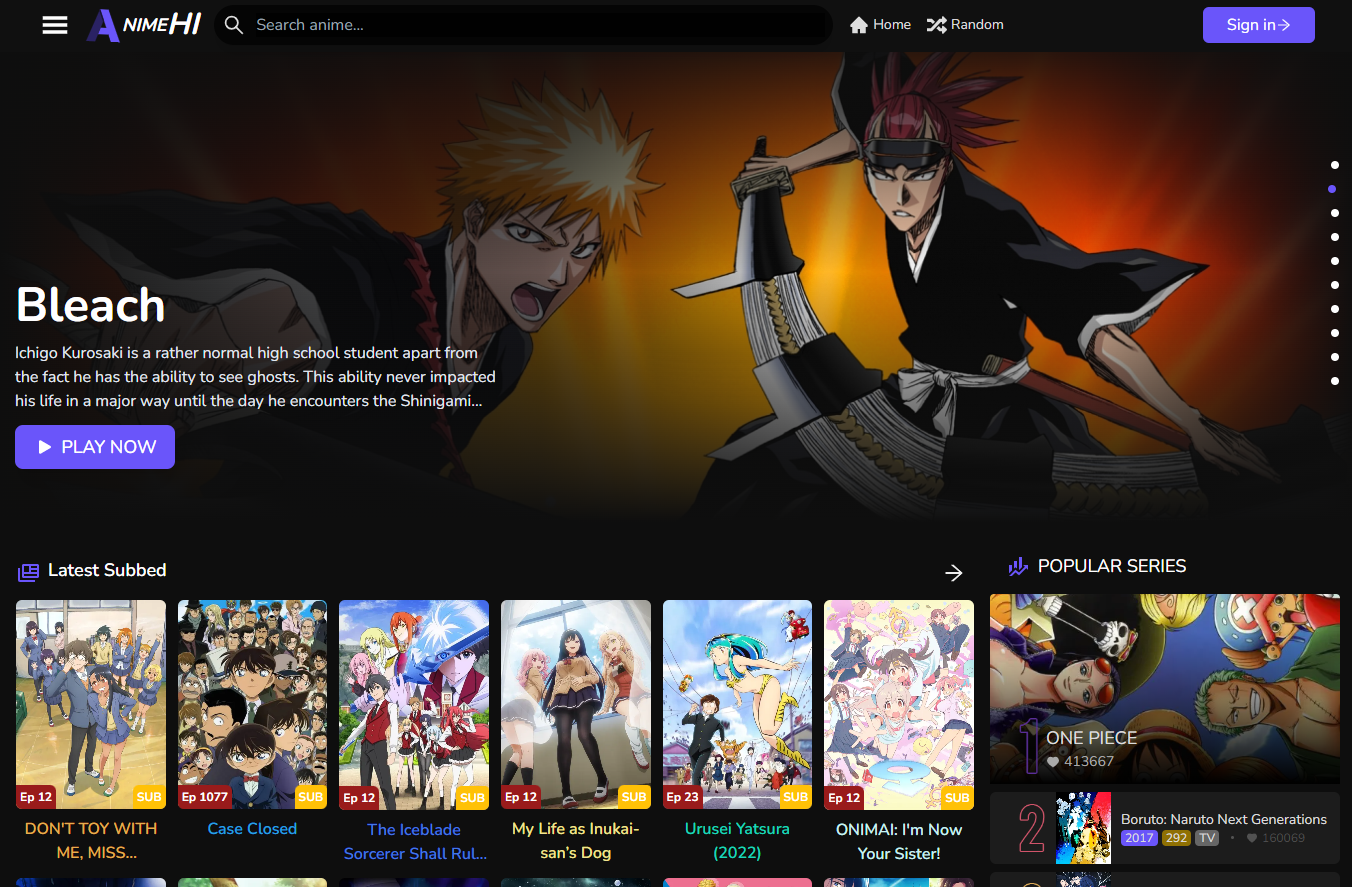 ANIMEHI
Search anime...
Home
Random
Sign in
Bleach
Ichigo Kurosaki is a rather normal high school student apart from
the fact he has the ability to see ghosts. This ability never impacted
his life in a major way until the day he encounters the Shinigami...
PLAY NOW
Latest Subbed
Ep 12
SUB
DON'T TOY WITH
ME, MISS...
Ep 1077
SUB
Case Closed
Ep 12
SUB
The Iceblade
Sorcerer Shall Rul...
Ep 12
SUB
My Life as Inukai-
san's Dog
Ep 23
SUB
Urusei Yatsura
(2022)
Ep 12
SUB
ONIMAI: I'm Now
Your Sister!
POPULAR SERIES
1
ONE PIECE
413667
2
Boruto: Naruto Next Generations
2017 292 TV • 160069